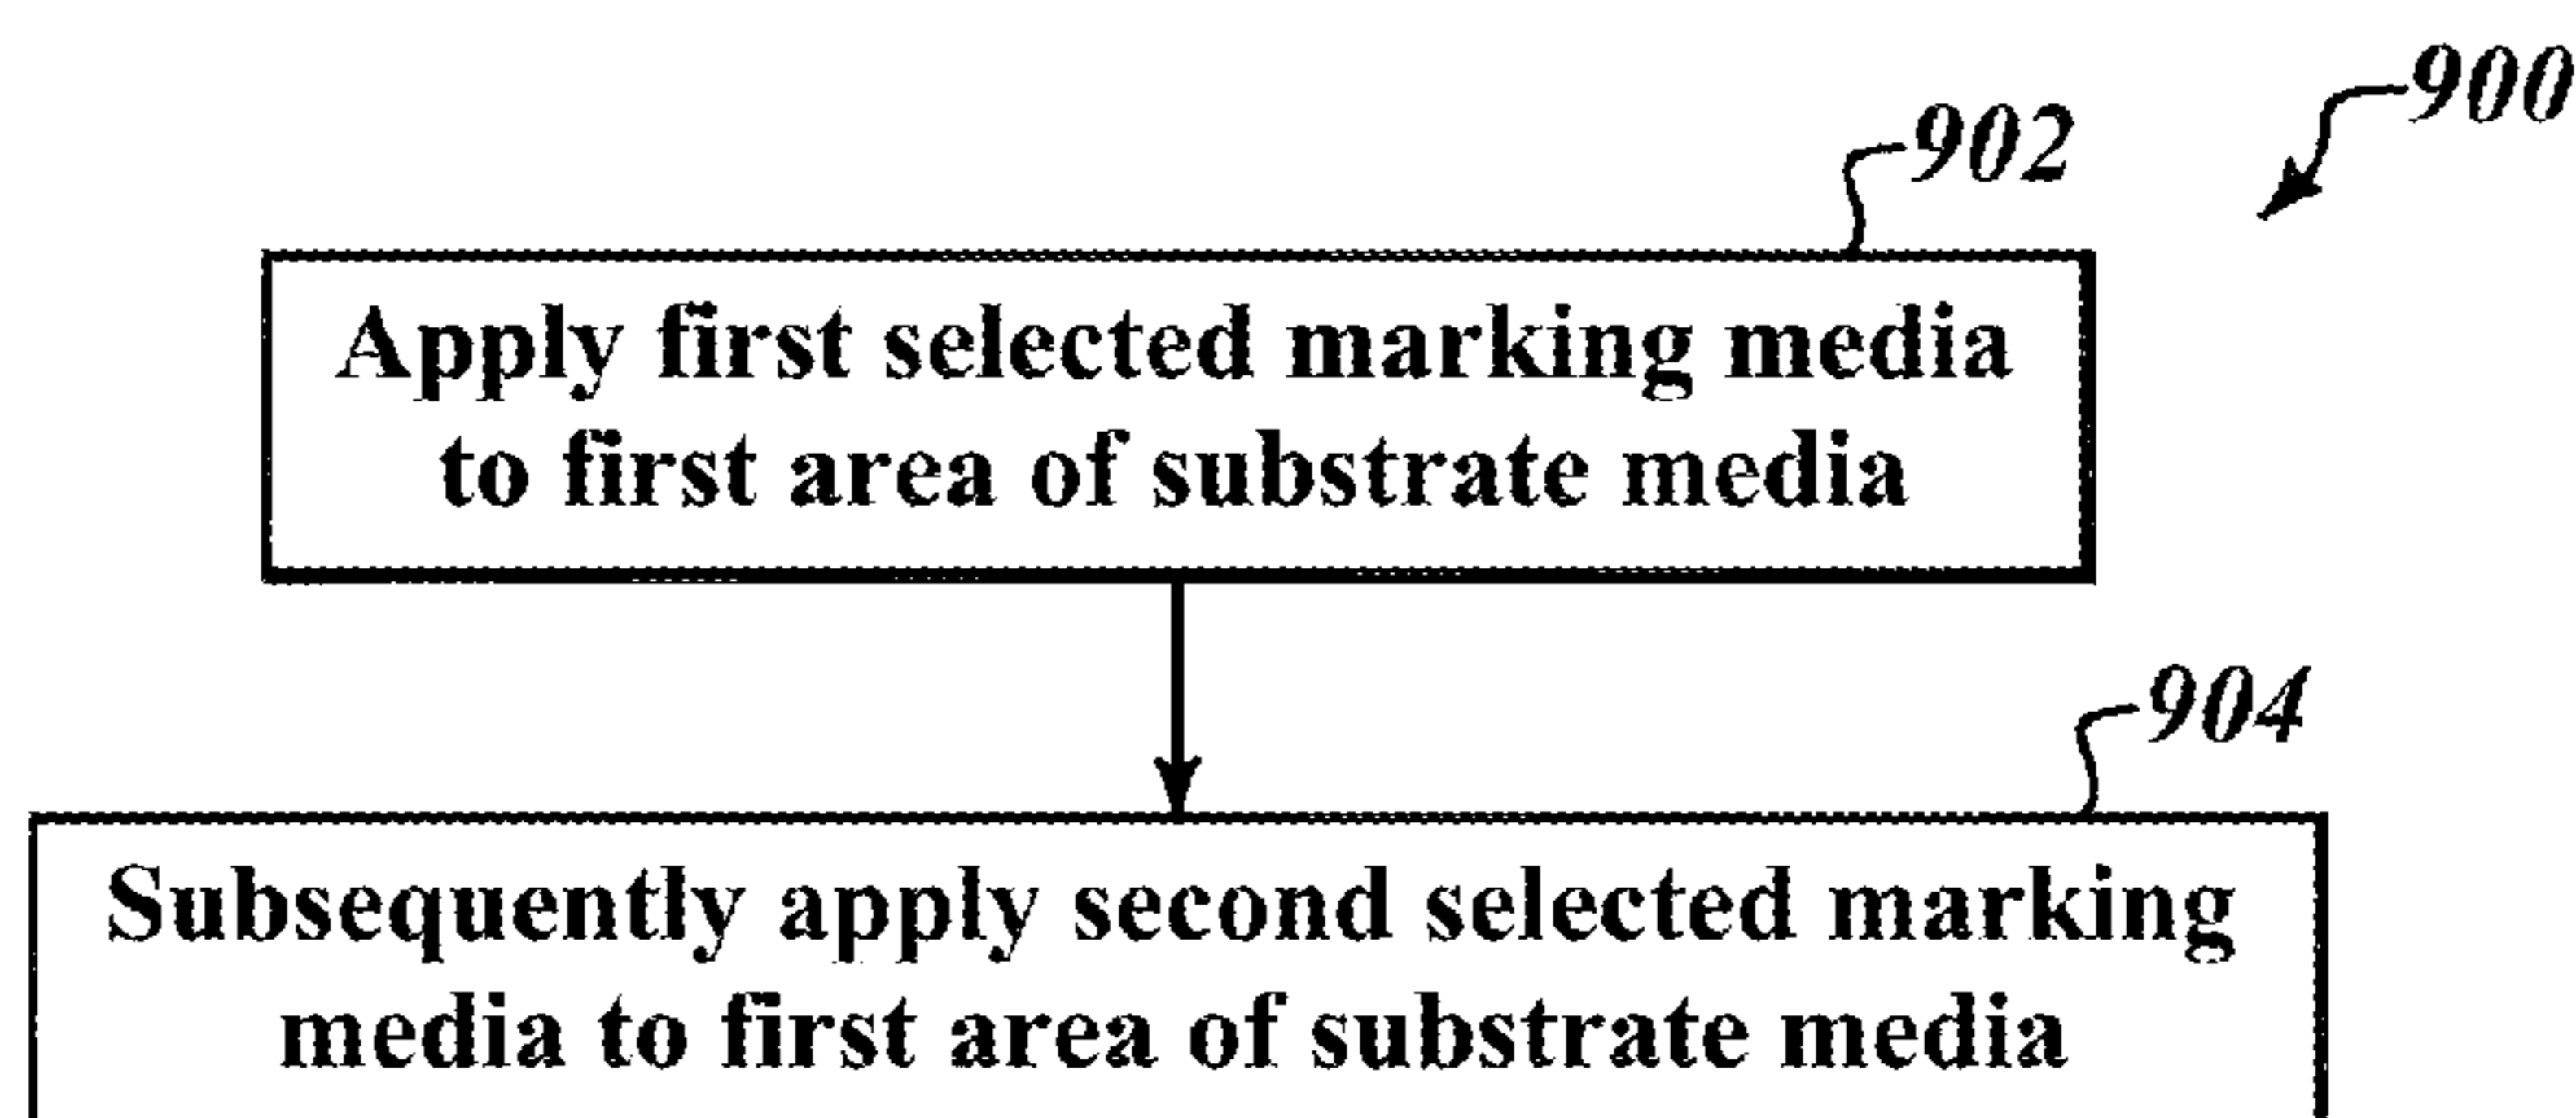 900
902
Apply first selected marking media
to first area of substrate media
904
Subsequently apply second selected marking
media to first area of substrate media